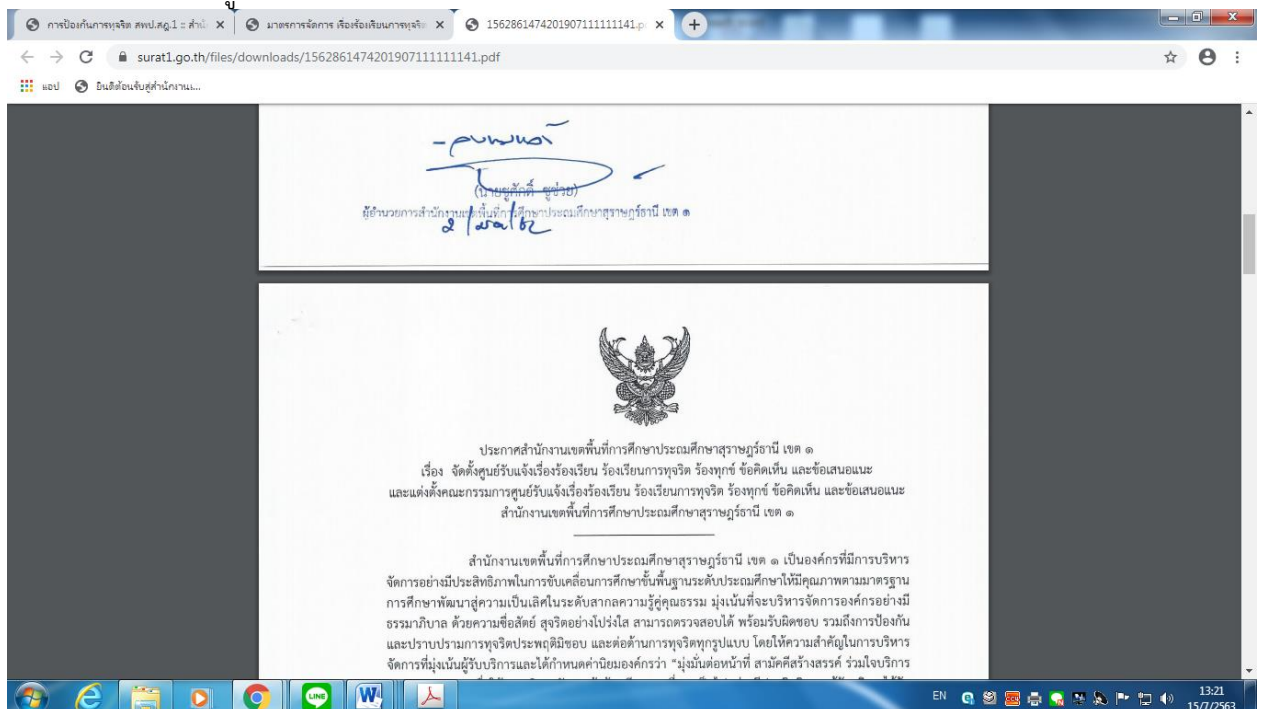 การป้องกันการทุจริต สพป.สฎ.1 :: สำนั
มาตรการจัดการ เรื่องร้องเรียนการทุจริต
1562861474201907111111141.p
surat1.go.th/files/downloads/1562861474201907111111141.pdf
แอป
ยินดีต้อนรับสู่สำนักงานเ...
(นายชูศักดิ์ ชูช่วย)
ผู้อำนวยการสำนักงานเขตพื้นที่การศึกษาประถมศึกษาสุราษฎร์ธานี เขต ๑
ประกาศสำนักงานเขตพื้นที่การศึกษาประถมศึกษาสุราษฎร์ธานี เขต ๑
เรื่อง จัดตั้งศูนย์รับแจ้งเรื่องร้องเรียน ร้องเรียนการทุจริต ร้องทุกข์ ข้อคิดเห็น และข้อเสนอแนะ
และแต่งตั้งคณะกรรมการศูนย์รับแจ้งเรื่องร้องเรียน ร้องเรียนการทุจริต ร้องทุกข์ ข้อคิดเห็น และข้อเสนอแนะ
สำนักงานเขตพื้นที่การศึกษาประถมศึกษาสุราษฎร์ธานี เขต ๑
สำนักงานเขตพื้นที่การศึกษาประถมศึกษาสุราษฎร์ธานี เขต ๑ เป็นองค์กรที่มีการบริหาร
จัดการอย่างมีประสิทธิภาพในการขับเคลื่อนการศึกษาขั้นพื้นฐานระดับประถมศึกษาให้มีคุณภาพตามมาตรฐาน
การศึกษาพัฒนาสู่ความเป็นเลิศในระดับสากลความรู้คู่คุณธรรม มุ่งเน้นที่จะบริหารจัดการองค์กรอย่างมี
ธรรมาภิบาล ด้วยความซื่อสัตย์ สุจริตอย่างโปร่งใส สามารถตรวจสอบได้ พร้อมรับผิดชอบ รวมถึงการป้องกัน
และปราบปรามการทุจริตประพฤติมิชอบ และต่อต้านการทุจริตทุกรูปแบบ โดยให้ความสำคัญในการบริหาร
จัดการที่มุ่งเน้นผู้รับบริการและได้กำหนดค่านิยมองค์กรว่า “มุ่งมั่นต่อหน้าที่ สามัคคีสร้างสรรค์ ร่วมใจบริการ
LINE
EN
13:21
15/7/2563